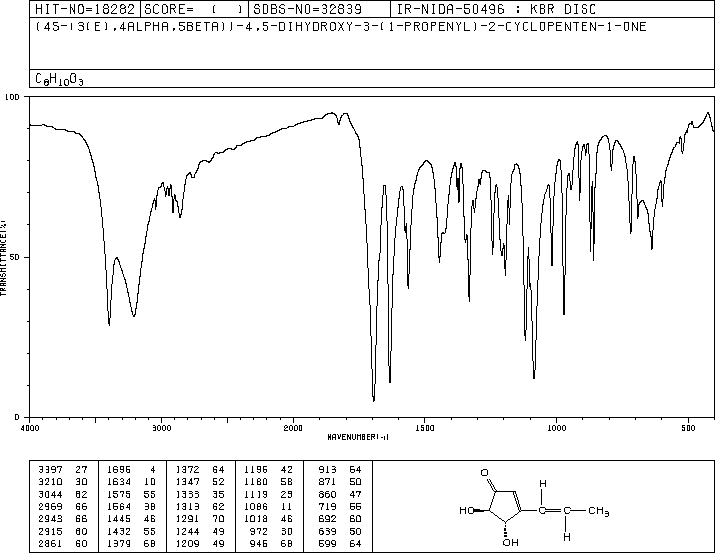 HIT-NO=18282 SCORE= ( ) SDBS-NO=32839 IR-NIDA-50496 : KBR DISC
(4S-(3(E),4ALPHA,5BETA))-4,5-DIHYDROXY-3-(1-PROPENYL)-2-CYCLOPENTEN-1-ONE
C8H10O3
100
50
0
TRANSMITTANCE(%)
4000 3000 2000 1500 1000 500
WAVENUMBER(-1)
3397 27 1696 4 1372 64 1196 42 913 64
3210 30 1634 10 1347 52 1180 58 871 50
3044 62 1575 55 1333 35 1119 23 860 47
2969 66 1564 38 1313 62 1086 11 719 55
2943 66 1445 46 1291 70 1018 46 692 60
2915 60 1432 55 1244 49 972 30 639 49
2861 60 1379 68 1209 49 946 68 599 64
O
H
HO
CH3
OH
H